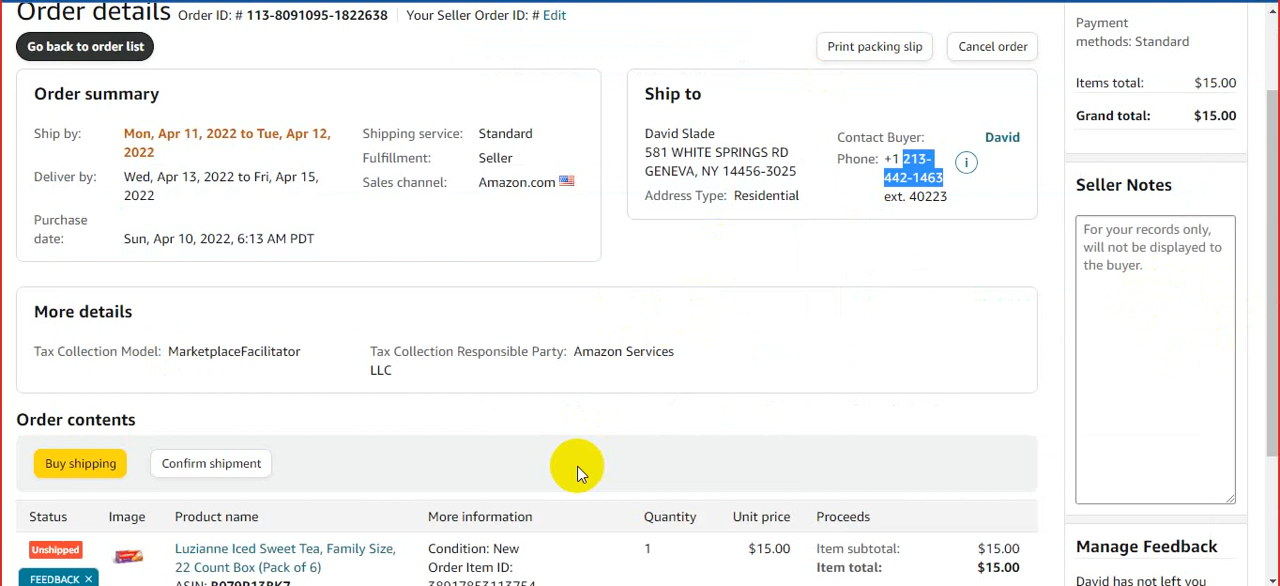 Order details Order ID: # 113-8091095-1822638 Your Seller Order ID: # Edit
Go back to order list
Print packing slip
Cancel order
Order summary
Ship by: Mon, Apr 11, 2022 to Tue, Apr 12,
2022
Deliver by: Wed, Apr 13, 2022 to Fri, Apr 15,
2022
Purchase
date: Sun, Apr 10, 2022, 6:13 AM PDT
Shipping service: Standard
Fulfillment: Seller
Sales channel: Amazon.com
Ship to
David Slade
581 WHITE SPRINGS RD
GENEVA, NY 14456-3025
Address Type: Residential
Contact Buyer: David
Phone: +1 213-
442-1463
ext. 40223
More details
Tax Collection Model: MarketplaceFacilitator
Tax Collection Responsible Party: Amazon Services
LLC
Order contents
Buy shipping
Confirm shipment
Status Image Product name More information Quantity Unit price Proceeds
Unshipped
Luzianne Iced Sweet Tea, Family Size,
22 Count Box (Pack of 6)
Condition: New
Order Item ID:
1
$15.00
Item subtotal: $15.00
Item total: $15.00
FEEDBACK ×
Payment
methods: Standard
Items total: $15.00
Grand total: $15.00
Seller Notes
For your records only,
will not be displayed to
the buyer.
Manage Feedback
David has not left you